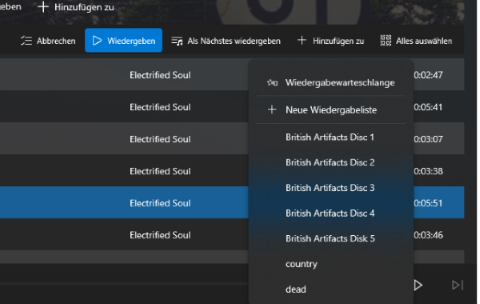 eben + Hinzufügen zu
Abbrechen Wiedergeben Als Nächstes wiedergeben + Hinzufügen zu Alles auswählen
Electrified Soul 0:02:47
Wiedergabewarteschlange
Electrified Soul 0:05:41
+ Neue Wiedergabeliste
Electrified Soul British Artifacts Disc 1 0:03:07
British Artifacts Disc 2
Electrified Soul 0:03:38
British Artifacts Disc 3
Electrified Soul 0:05:51
British Artifacts Disc 4
Electrified Soul British Artifacts Disk 5 0:03:46
country
dead